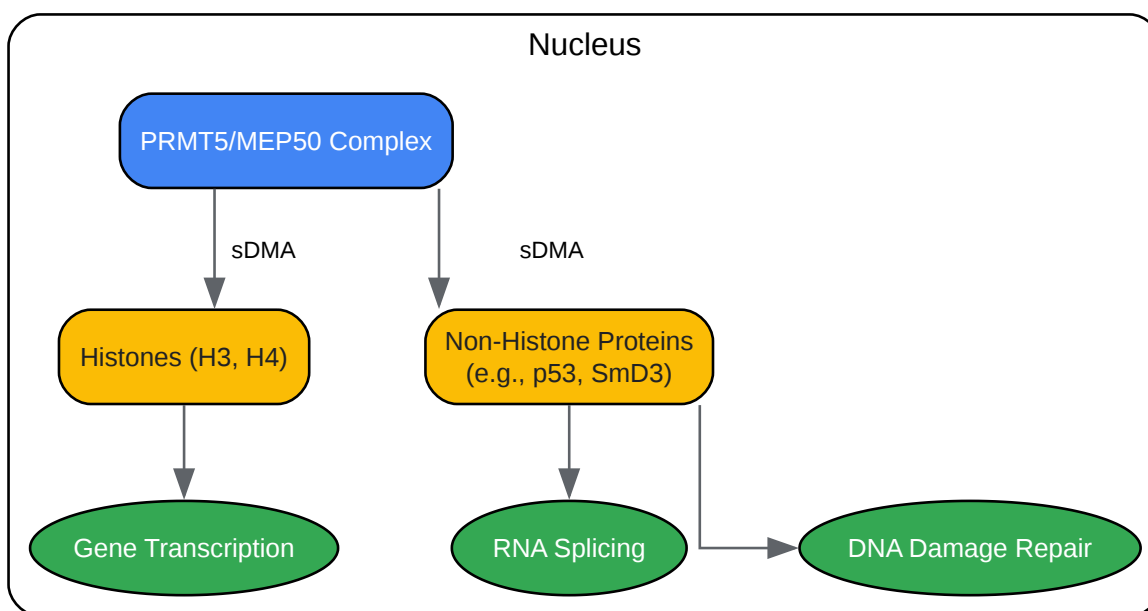 Nucleus
PRMT5/MEP50 Complex
sDMA
sDMA
Histones (H3, H4)
Non-Histone Proteins
(e.g., p53, SmD3)
Gene Transcription
RNA Splicing
DNA Damage Repair